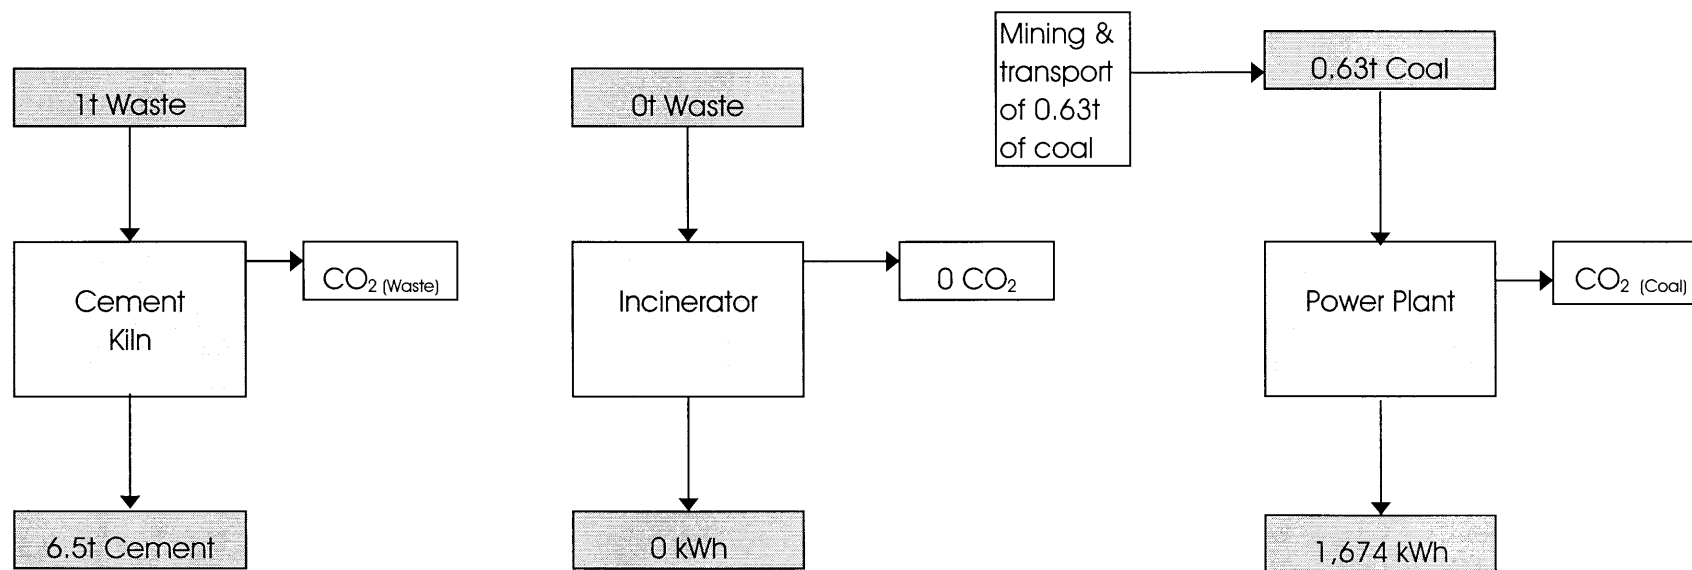 1t Waste
Cement
Kiln
CO₂ (Waste)
6.5t Cement
0t Waste
Incinerator
0 CO₂
0 kWh
Mining &
transport
of 0.63t
of coal
0,63t Coal
Power Plant
CO₂ (Coal)
1,674 kWh